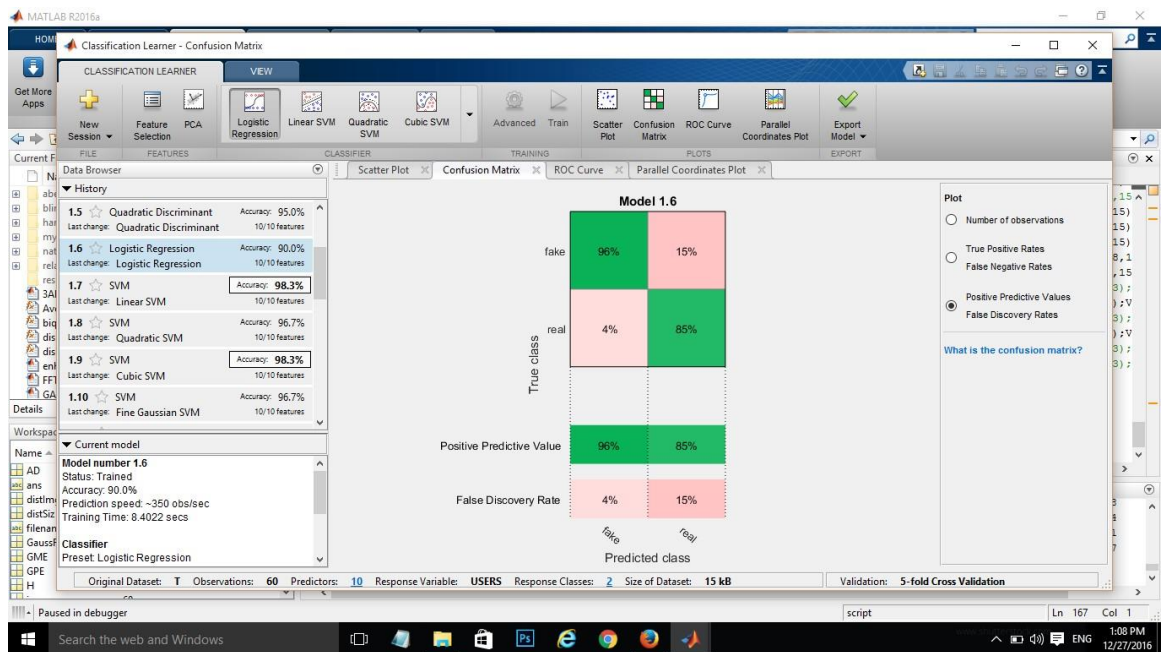 MATLAB R2016a
HOM
Classification Learner - Confusion Matrix
CLASSIFICATION LEARNER VIEW
Get More Apps
New Session
Feature Selection
PCA
Logistic Regression
Linear SVM
Quadratic SVM
Cubic SVM
Advanced
Train
Scatter Plot
Confusion Matrix
ROC Curve
Parallel Coordinates Plot
Export Model
FILE FEATURES CLASSIFIER TRAINING PLOTS EXPORT
Current F
Data Browser
Scatter Plot Confusion Matrix ROC Curve Parallel Coordinates Plot
History
1.5 Quadratic Discriminant Accuracy: 95.0%
Last change: Quadratic Discriminant 10/10 features
1.6 Logistic Regression Accuracy: 90.0%
Last change: Logistic Regression 10/10 features
1.7 SVM Accuracy: 98.3%
Last change: Linear SVM 10/10 features
1.8 SVM Accuracy: 96.7%
Last change: Quadratic SVM 10/10 features
1.9 SVM Accuracy: 98.3%
Last change: Cubic SVM 10/10 features
1.10 SVM Accuracy: 96.7%
Last change: Fine Gaussian SVM 10/10 features
Current model
Model number 1.6
Status: Trained
Accuracy: 90.0%
Prediction speed: ~350 obs/sec
Training Time: 8.4022 secs
Classifier
Preset: Logistic Regression
Model 1.6
fake 96% 15%
real 4% 85%
True class
Positive Predictive Value 96% 85%
False Discovery Rate 4% 15%
fake real
Predicted class
Plot
Number of observations
True Positive Rates
False Negative Rates
Positive Predictive Values
False Discovery Rates
What is the confusion matrix?
Details
Workspac
Name
AD
ans
distIm
distSiz
filenam
GaussF
GME
GPE
H
Original Dataset: T Observations: 60 Predictors: 10 Response Variable: USERS Response Classes: 2 Size of Dataset: 15 kB Validation: 5-fold Cross Validation
Paused in debugger script Ln 167 Col 1
Search the web and Windows
Ps
ENG
1:08 PM
12/27/2016